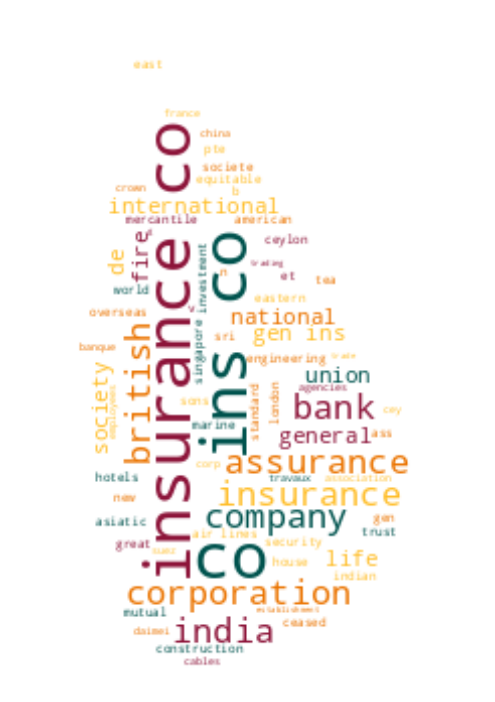 east
france
china
pte
societe
equitable
crown
b
international
mercantile
american
insurance co
fire
ceylon
ins co
de
investment
trading
et
n
tea
world
eastern
overseas
v
national
british
singapore
sri
gen ins
banque
engineering
trade
union
society
employees
agencies
sons
standard
london
bank
cey
marine
general
ass
corp
assurance
hotels
travaux
association
new
insurance
asiatic
company
gen
trust
air lines
great
security
suez
co
house
life
indian
corporation
mutual
establishment
daimei
india
ceased
construction
cables